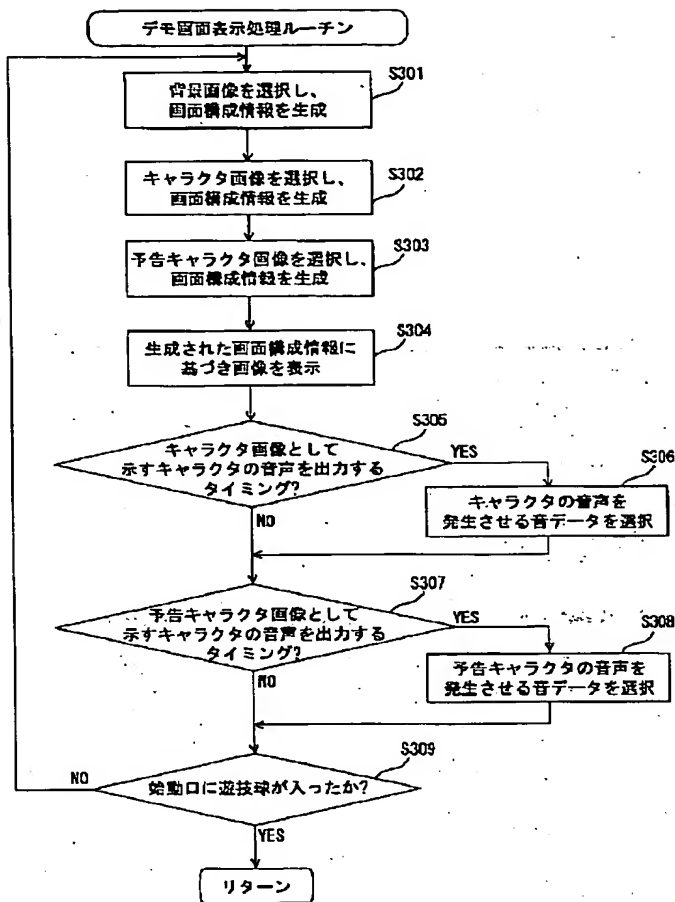 デモ画面表示処理ルーチン
S301
背景画像を選択し、
画面構成情報を生成
S302
キャラクタ画像を選択し、
画面構成情報を生成
S303
予告キャラクタ画像を選択し、
画面構成情報を生成
S304
生成された画面構成情報に
基づき画像を表示
S305
キャラクタ画像として
示すキャラクタの音声を出力する
タイミング?
YES
NO
S306
キャラクタの音声を
発生させる音データを選択
S307
予告キャラクタ画像として
示すキャラクタの音声を出力する
タイミング?
YES
NO
S308
予告キャラクタの音声を
発生させる音データを選択
S309
始動口に遊技球が入ったか?
NO
YES
リターン